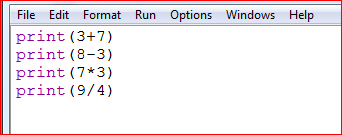 File Edit Format Run Options Windows Help
print(3+7)
print(8-3)
print(7*3)
print(9/4)